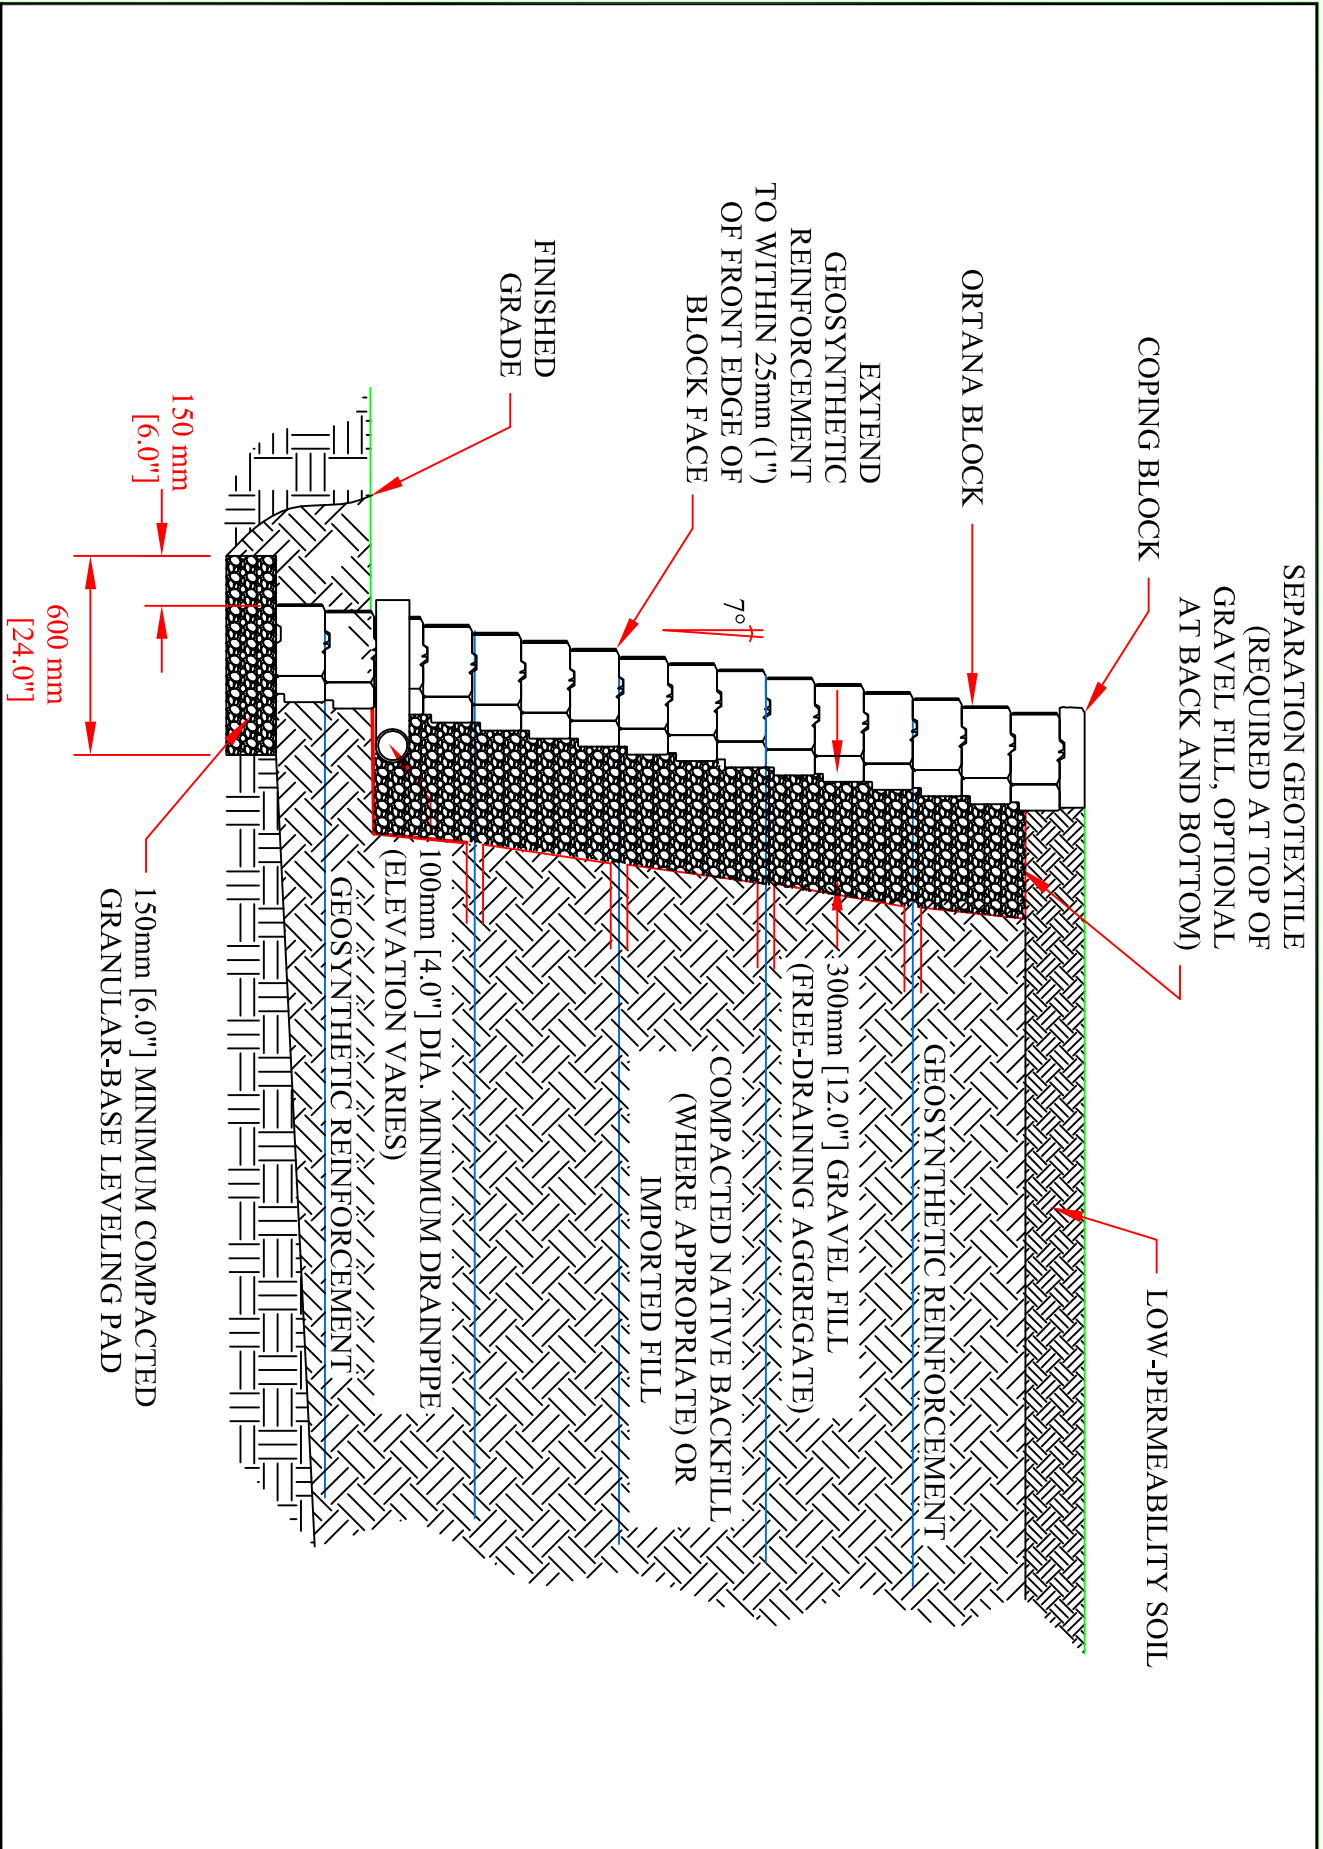 SEPARATION GEOTEXTILE
(REQUIRED AT TOP OF
GRAVEL FILL, OPTIONAL
AT BACK AND BOTTOM)
COPING BLOCK
LOW-PERMEABILITY SOIL
ORTANA BLOCK
GEOSYNTHETIC REINFORCEMENT
EXTEND
GEOSYNTHETIC
REINFORCEMENT
TO WITHIN 25mm (1")
OF FRONT EDGE OF
BLOCK FACE
300mm [12.0"] GRAVEL FILL
(FREE-DRAINING AGGREGATE)
7°
COMPACTED NATIVE BACKFILL
(WHERE APPROPRIATE) OR
IMPORTED FILL
FINISHED
GRADE
100mm [4.0"] DIA. MINIMUM DRAINPIPE
(ELEVATION VARIES)
GEOSYNTHETIC REINFORCEMENT
150 mm
[6.0"]
150mm [6.0"] MINIMUM COMPACTED
GRANULAR-BASE LEVELING PAD
600 mm
[24.0"]